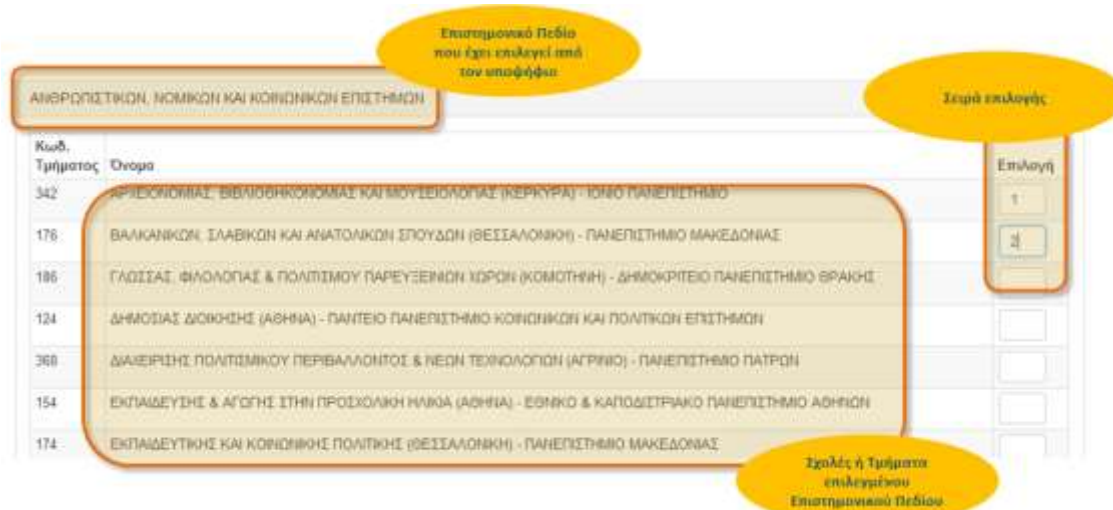 Επιστημονικό Πεδίο
που έχει επιλεγεί από
τον υποψήφιο
ΑΝΘΡΩΠΙΣΤΙΚΩΝ, ΝΟΜΙΚΩΝ ΚΑΙ ΚΟΙΝΩΝΙΚΩΝ ΕΠΙΣΤΗΜΩΝ
Σειρά επιλογής
Κωδ.
Τμήματος Όνομα Επιλογή
342 ΑΡΧΕΙΟΝΟΜΙΑΣ, ΒΙΒΛΙΟΘΗΚΟΝΟΜΙΑΣ ΚΑΙ ΜΟΥΣΕΙΟΛΟΓΙΑΣ (ΚΕΡΚΥΡΑ) - ΙΟΝΙΟ ΠΑΝΕΠΙΣΤΗΜΙΟ 1
176 ΒΑΛΚΑΝΙΚΩΝ, ΣΛΑΒΙΚΩΝ ΚΑΙ ΑΝΑΤΟΛΙΚΩΝ ΣΠΟΥΔΩΝ (ΘΕΣΣΑΛΟΝΙΚΗ) - ΠΑΝΕΠΙΣΤΗΜΙΟ ΜΑΚΕΔΟΝΙΑΣ 2
186 ΓΛΩΣΣΑΣ, ΦΙΛΟΛΟΓΙΑΣ & ΠΟΛΙΤΙΣΜΟΥ ΠΑΡΕΥΞΕΙΝΙΩΝ ΧΩΡΩΝ (ΚΟΜΟΤΗΝΗ) - ΔΗΜΟΚΡΙΤΕΙΟ ΠΑΝΕΠΙΣΤΗΜΙΟ ΘΡΑΚΗΣ
124 ΔΗΜΟΣΙΑΣ ΔΙΟΙΚΗΣΗΣ (ΑΘΗΝΑ) - ΠΑΝΤΕΙΟ ΠΑΝΕΠΙΣΤΗΜΙΟ ΚΟΙΝΩΝΙΚΩΝ ΚΑΙ ΠΟΛΙΤΙΚΩΝ ΕΠΙΣΤΗΜΩΝ
368 ΔΙΑΧΕΙΡΙΣΗΣ ΠΟΛΙΤΙΣΜΙΚΟΥ ΠΕΡΙΒΑΛΛΟΝΤΟΣ & ΝΕΩΝ ΤΕΧΝΟΛΟΓΙΩΝ (ΑΓΡΙΝΙΟ) - ΠΑΝΕΠΙΣΤΗΜΙΟ ΠΑΤΡΩΝ
154 ΕΚΠΑΙΔΕΥΣΗΣ & ΑΓΩΓΗΣ ΣΤΗΝ ΠΡΟΣΧΟΛΙΚΗ ΗΛΙΚΙΑ (ΑΘΗΝΑ) - ΕΘΝΙΚΟ & ΚΑΠΟΔΙΣΤΡΙΑΚΟ ΠΑΝΕΠΙΣΤΗΜΙΟ ΑΘΗΝΩΝ
174 ΕΚΠΑΙΔΕΥΤΙΚΗΣ ΚΑΙ ΚΟΙΝΩΝΙΚΗΣ ΠΟΛΙΤΙΚΗΣ (ΘΕΣΣΑΛΟΝΙΚΗ) - ΠΑΝΕΠΙΣΤΗΜΙΟ ΜΑΚΕΔΟΝΙΑΣ
Σχολές ή Τμήματα
επιλεγμένου
Επιστημονικού Πεδίου